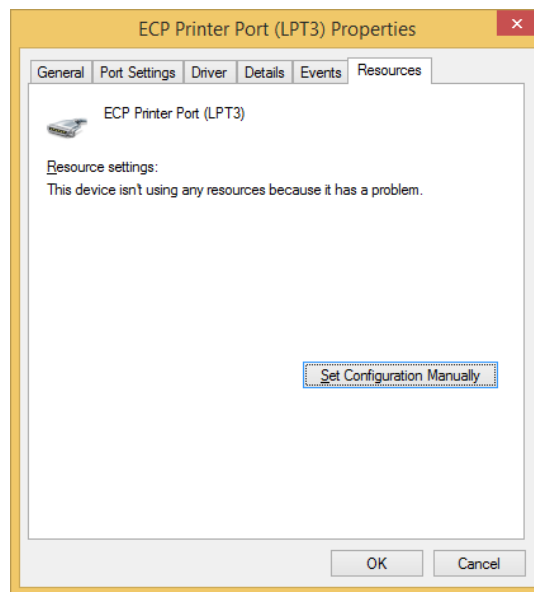 ECP Printer Port (LPT3) Properties
General Port Settings Driver Details Events Resources
ECP Printer Port (LPT3)
Resource settings:
This device isn't using any resources because it has a problem.
Set Configuration Manually
OK Cancel